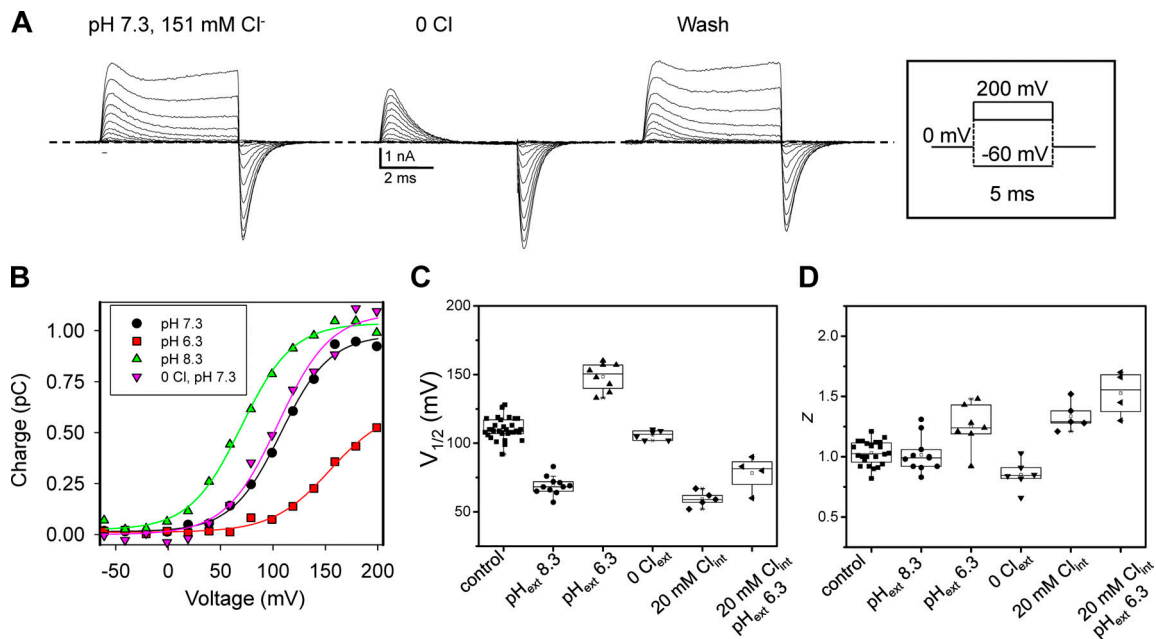 A
pH 7.3, 151 mM Cl⁻
0 Cl
Wash
1 nA
2 ms
200 mV
0 mV
-60 mV
5 ms
B
pH 7.3
pH 6.3
pH 8.3
0 Cl, pH 7.3
Charge (pC)
1.00
0.75
0.50
0.25
0.00
-50 0 50 100 150 200
Voltage (mV)
C
V1/2 (mV)
200
150
100
50
control
pHext 8.3
pHext 6.3
0 Clext
20 mM Clint
20 mM Clint
pHext 6.3
D
z
2.0
1.5
1.0
0.5
control
pHext 8.3
pHext 6.3
0 Clext
20 mM Clint
20 mM Clint
pHext 6.3